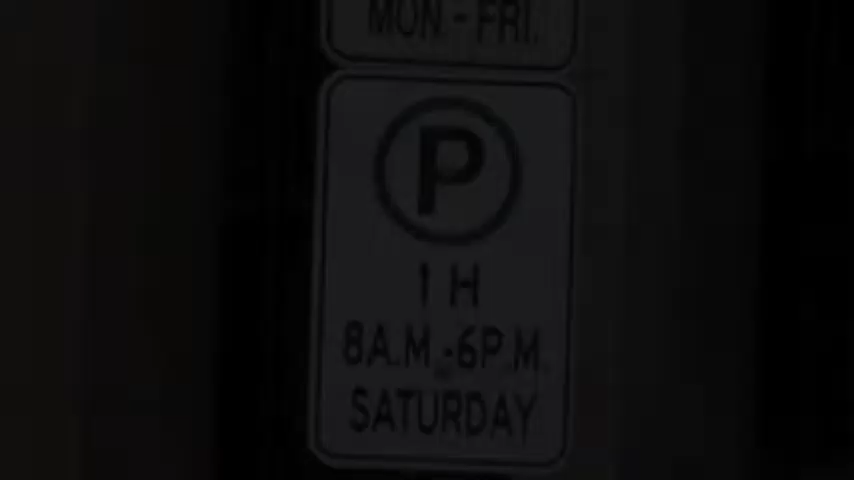 MON.-FRI.
P
1 H
8A.M.-6P.M.
SATURDAY